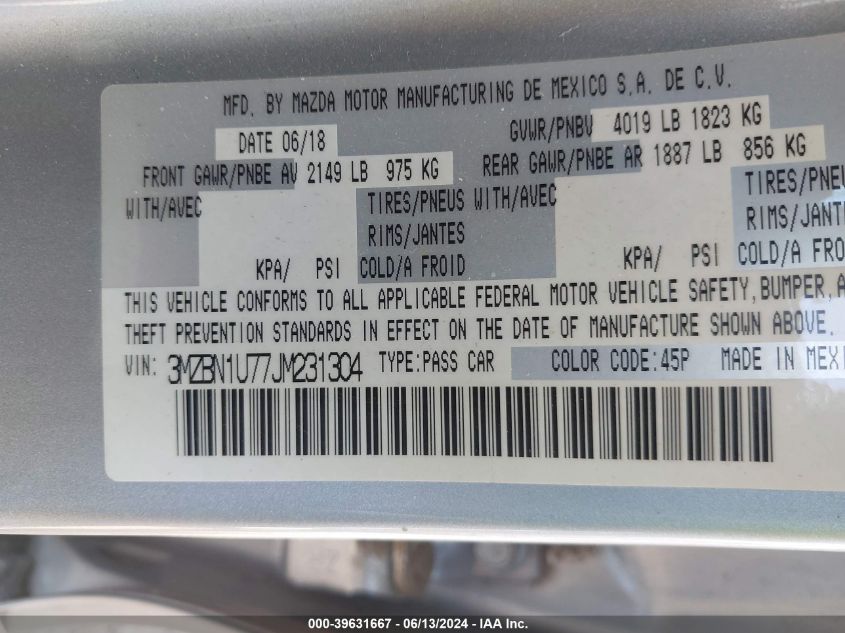 MFD. BY MAZDA MOTOR MANUFACTURING DE MEXICO S.A. DE C.V.
DATE 06/18 GVWR/PNBV 4019 LB 1823 KG
FRONT GAWR/PNBE AV 2149 LB 975 KG REAR GAWR/PNBE AR 1887 LB 856 KG
WITH/AVEC TIRES/PNEUS WITH/AVEC TIRES/PNEU
RIMS/JANTES RIMS/JANTES
KPA/ PSI COLD/A FROID KPA/ PSI COLD/A FRO
THIS VEHICLE CONFORMS TO ALL APPLICABLE FEDERAL MOTOR VEHICLE SAFETY, BUMPER, A
THEFT PREVENTION STANDARDS IN EFFECT ON THE DATE OF MANUFACTURE SHOWN ABOVE.
VIN: 3MZBN1U77JM231304 TYPE:PASS CAR COLOR CODE:45P MADE IN MEXI
000-39631667 - 06/13/2024 - IAA Inc.